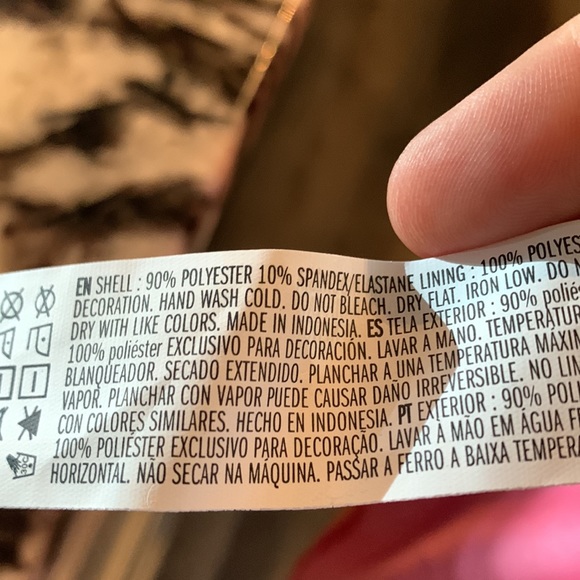 EN SHELL : 90% POLYESTER 10% SPANDEX/ELASTANE LINING : 100% POLYES
DECORATION. HAND WASH COLD. DO NOT BLEACH. DRY FLAT. IRON LOW. DO N
DRY WITH LIKE COLORS. MADE IN INDONESIA. ES TELA EXTERIOR : 90% polié
100% poliéster EXCLUSIVO PARA DECORACIÓN. LAVAR A MANO. TEMPERATUR
BLANQUEADOR. SECADO EXTENDIDO. PLANCHAR A UNA TEMPERATURA MÁXIM
VAPOR. PLANCHAR CON VAPOR PUEDE CAUSAR DAÑO IRREVERSIBLE. NO LIM
CON COLORES SIMILARES. HECHO EN INDONESIA. PT EXTERIOR : 90% POL
100% POLIÉSTER EXCLUSIVO PARA DECORAÇÃO. LAVAR À MÃO EM ÁGUA F
HORIZONTAL. NÃO SECAR NA MÁQUINA. PASSAR A FERRO A BAIXA TEMPERA